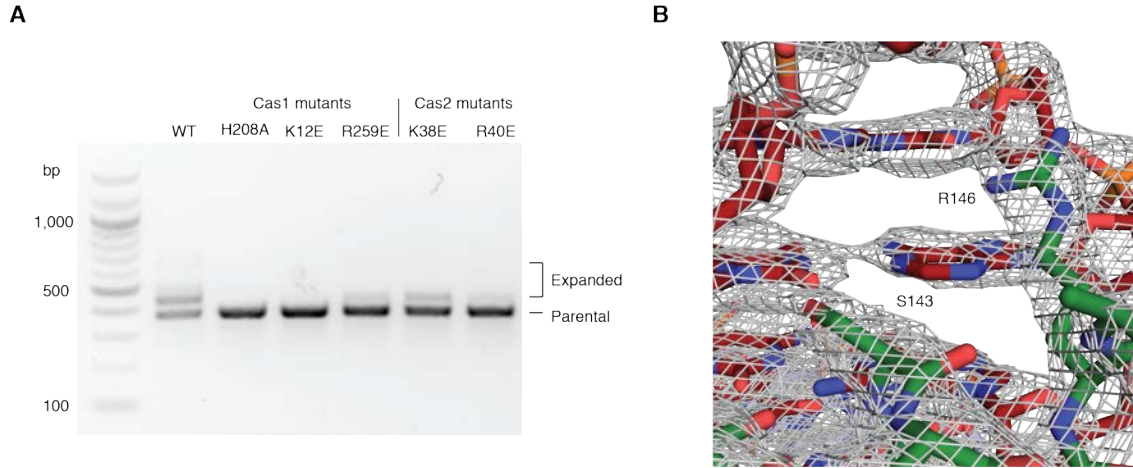 A
Cas1 mutants
Cas2 mutants
WT
H208A
K12E
R259E
K38E
R40E
bp
1,000
500
100
Expanded
Parental
B
R146
S143